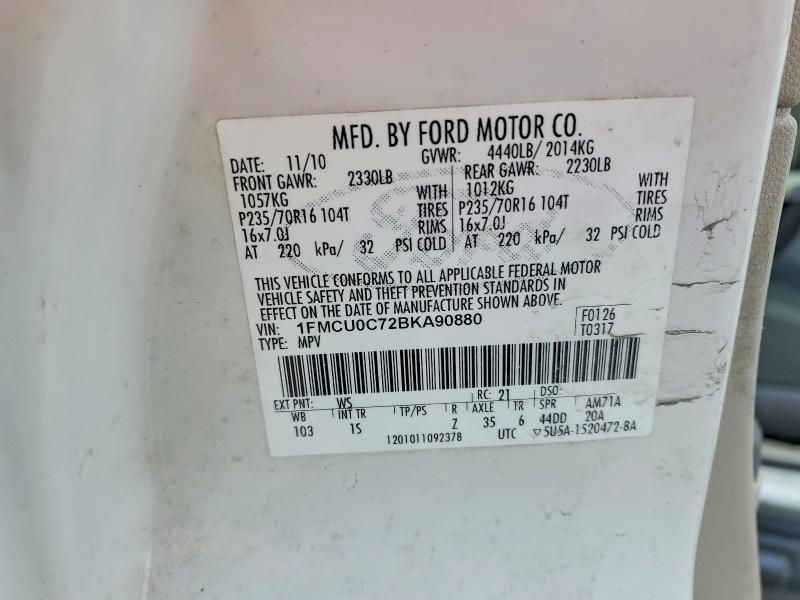 MFD. BY FORD MOTOR CO.
DATE: 11/10 GVWR: 4440LB/ 2014KG
FRONT GAWR: 2330LB REAR GAWR: 2230LB
1057KG WITH 1012KG WITH
P235/70R16 104T TIRES P235/70R16 104T TIRES
16x7.0J RIMS 16x7.0J RIMS
AT 220 kPa/ 32 PSI COLD AT 220 kPa/ 32 PSI COLD
THIS VEHICLE CONFORMS TO ALL APPLICABLE FEDERAL MOTOR
VEHICLE SAFETY AND THEFT PREVENTION STANDARDS IN
EFFECT ON THE DATE OF MANUFACTURE SHOWN ABOVE.
VIN: 1FMCU0C72BKA90880 F0126
TYPE: MPV T0317
EXT PNT: WS RC: 21 DSO:
WB INT TR TP/PS R AXLE TR SPR AM71A
103 1S Z 35 6 44DD 20A
1201011092378 UTC ▽5U5A-1520472-BA